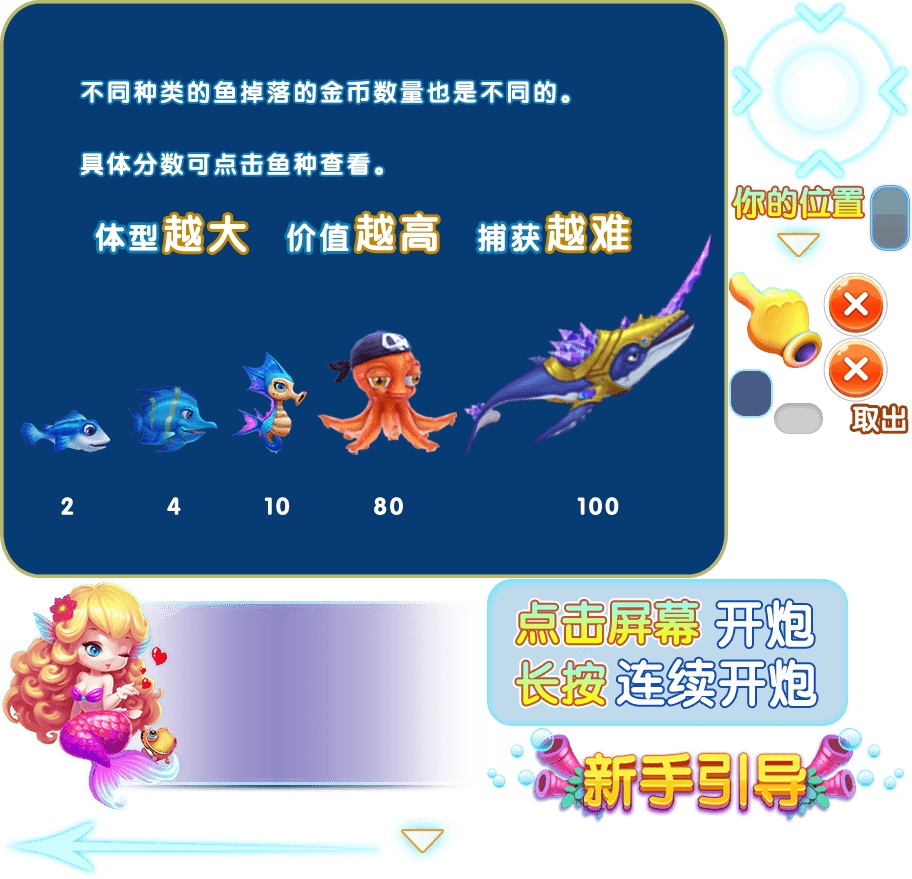 不同种类的鱼掉落的金币数量也是不同的。
具体分数可点击鱼种查看。
体型越大 价值越高 捕获越难
2 4 10 80 100
你的位置
取出
点击屏幕 开炮
长按 连续开炮
新手引导